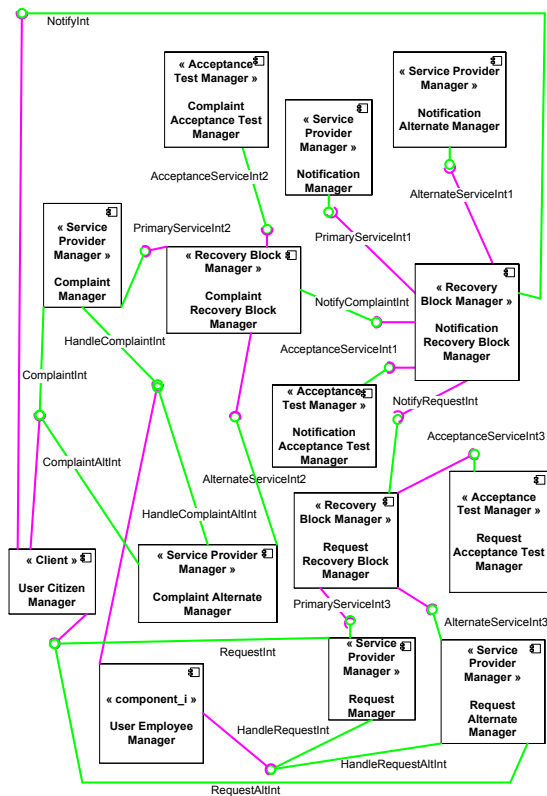 NotifyInt
« Acceptance
Test Manager »
Complaint
Acceptance Test
Manager
« Service Provider
Manager »
Notification
Alternate Manager
« Service
Provider
Manager »
Notification
Manager
AcceptanceServiceInt2
AlternateServiceInt1
« Service
Provider
Manager »
Complaint
Manager
PrimaryServiceInt2
PrimaryServiceInt1
« Recovery Block
Manager »
Complaint
Recovery Block
Manager
« Recovery
Block Manager »
Notification
Recovery Block
Manager
NotifyComplaintInt
HandleComplaintInt
AcceptanceServiceInt1
ComplaintInt
« Acceptance
Test Manager »
Notification
Acceptance Test
Manager
NotifyRequestInt
AcceptanceServiceInt3
ComplaintAltInt
AlternateServiceInt2
« Recovery
Block Manager »
Request
Recovery Block
Manager
« Acceptance
Test Manager »
Request
Acceptance Test
Manager
HandleComplaintAltInt
« Client »
User Citizen
Manager
« Service Provider
Manager »
Complaint Alternate
Manager
PrimaryServiceInt3
AlternateServiceInt3
RequestInt
« Service
Provider
Manager »
Request
Manager
« Service
Provider
Manager »
Request
Alternate
Manager
« component_i »
User Employee
Manager
HandleRequestInt
HandleRequestAltInt
RequestAltInt